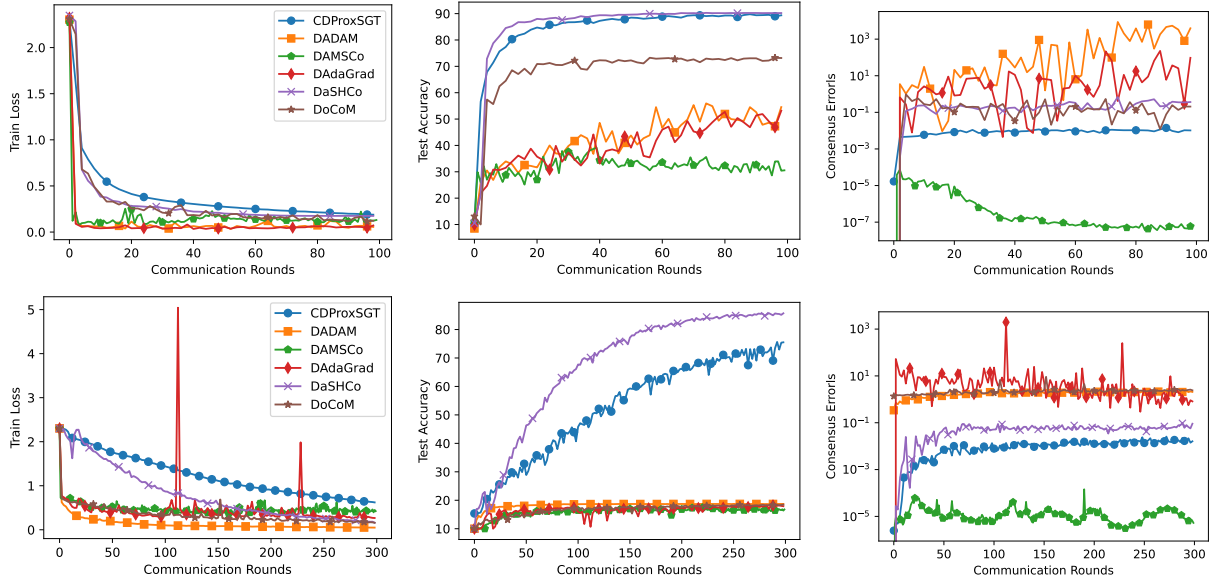 2.0
1.5
1.0
0.5
0.0
Train Loss
0 20 40 60 80 100
Communication Rounds
CDProxSGT
DADAM
DAMSCo
DAdaGrad
DaSHCo
DoCoM
90
80
70
60
50
40
30
20
10
Test Accuracy
0 20 40 60 80 100
Communication Rounds
10^3
10^1
10^-1
10^-3
10^-5
10^-7
Consensus Errorls
0 20 40 60 80 100
Communication Rounds
5
4
3
2
1
0
Train Loss
0 50 100 150 200 250 300
Communication Rounds
CDProxSGT
DADAM
DAMSCo
DAdaGrad
DaSHCo
DoCoM
80
70
60
50
40
30
20
10
Test Accuracy
0 50 100 150 200 250 300
Communication Rounds
10^3
10^1
10^-1
10^-3
10^-5
Consensus Errorls
0 50 100 150 200 250 300
Communication Rounds